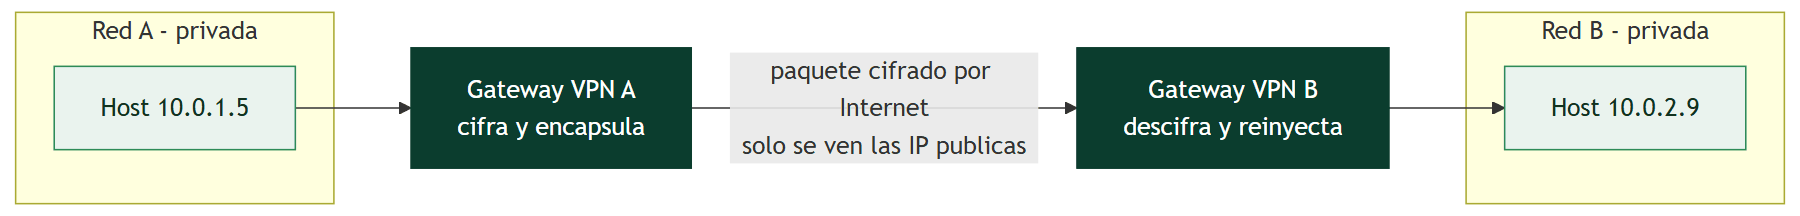 Red A - privada
Host 10.0.1.5
Gateway VPN A
cifra y encapsula
paquete cifrado por
Internet
solo se ven las IP publicas
Gateway VPN B
descifra y reinyecta
Red B - privada
Host 10.0.2.9